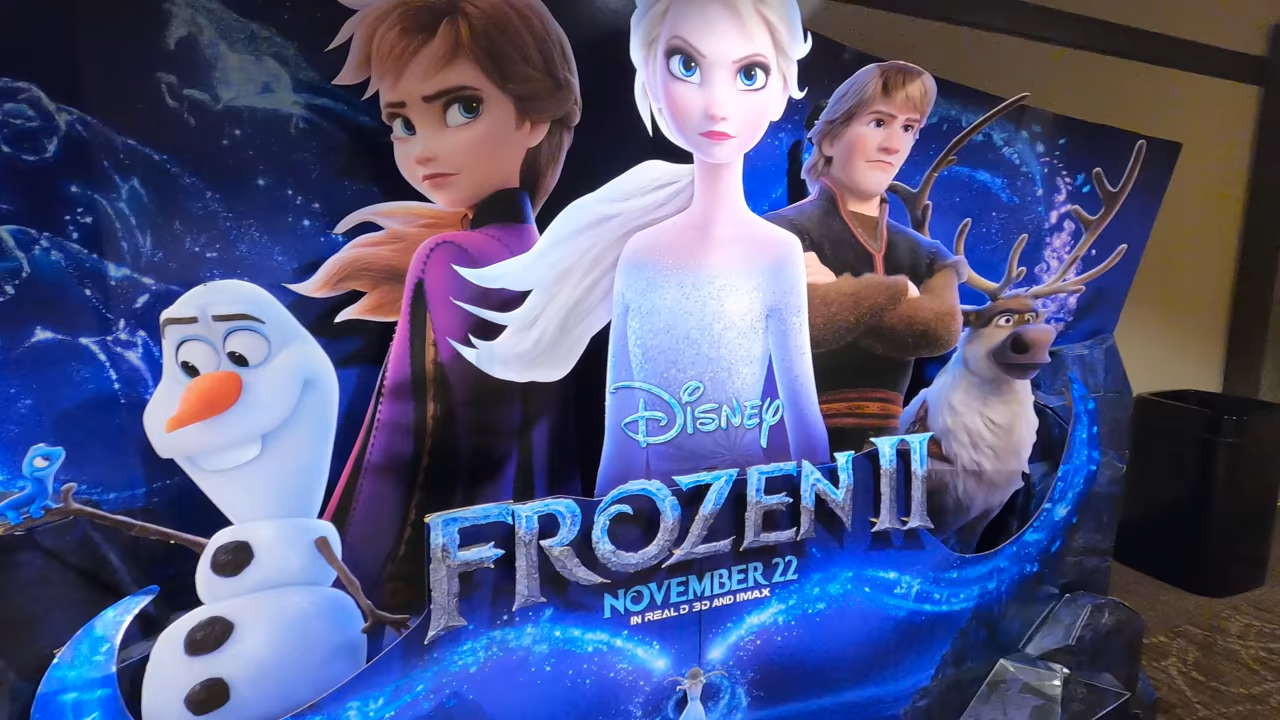 DISNEY
FROZEN II
NOVEMBER 22
IN REAL D 3D AND IMAX